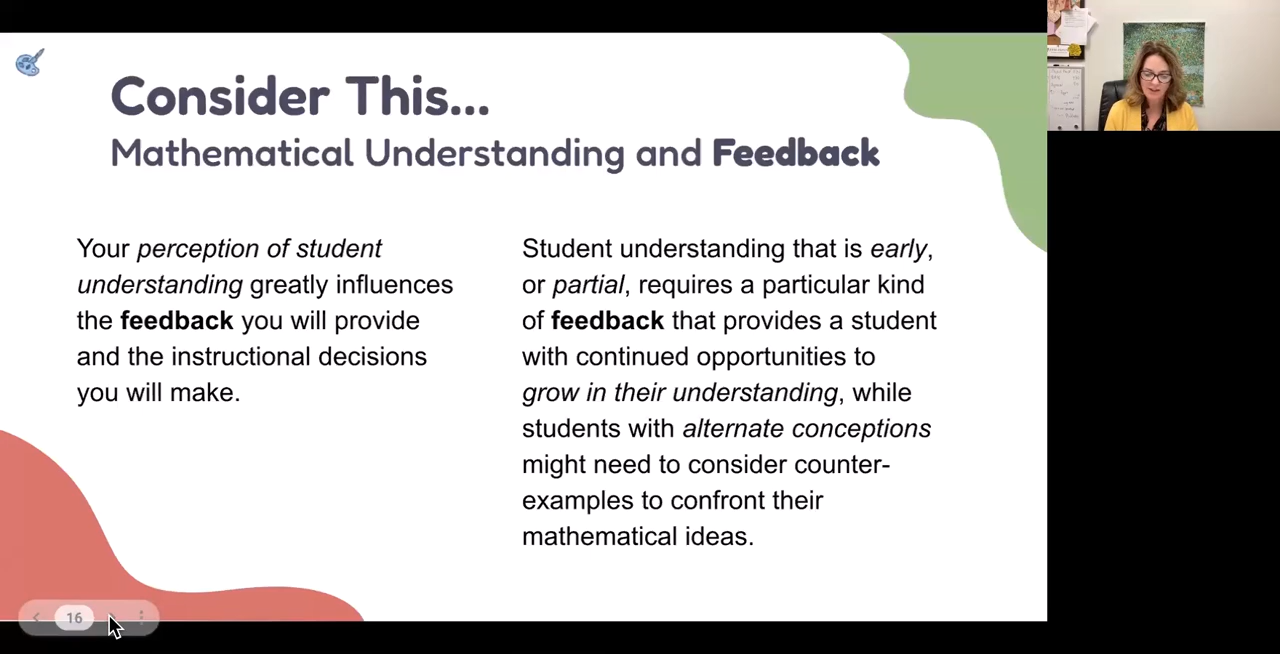 Consider This...
Mathematical Understanding and Feedback
Your perception of student
understanding greatly influences
the feedback you will provide
and the instructional decisions
you will make.
Student understanding that is early,
or partial, requires a particular kind
of feedback that provides a student
with continued opportunities to
grow in their understanding, while
students with alternate conceptions
might need to consider counter-
examples to confront their
mathematical ideas.
16